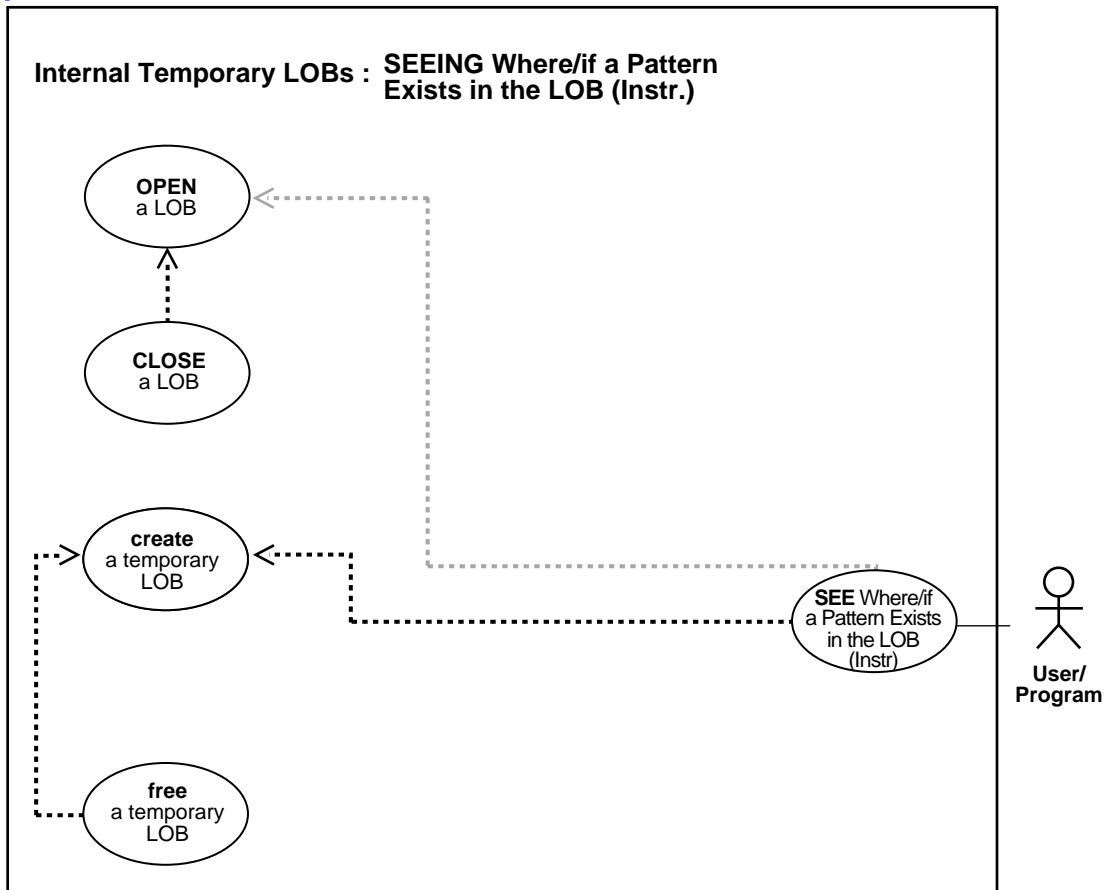 Internal Temporary LOBs : SEEING Where/if a Pattern
Exists in the LOB (Instr.)
OPEN
a LOB
CLOSE
a LOB
create
a temporary
LOB
SEE Where/if
a Pattern Exists
in the LOB
(Instr)
User/
Program
free
a temporary
LOB